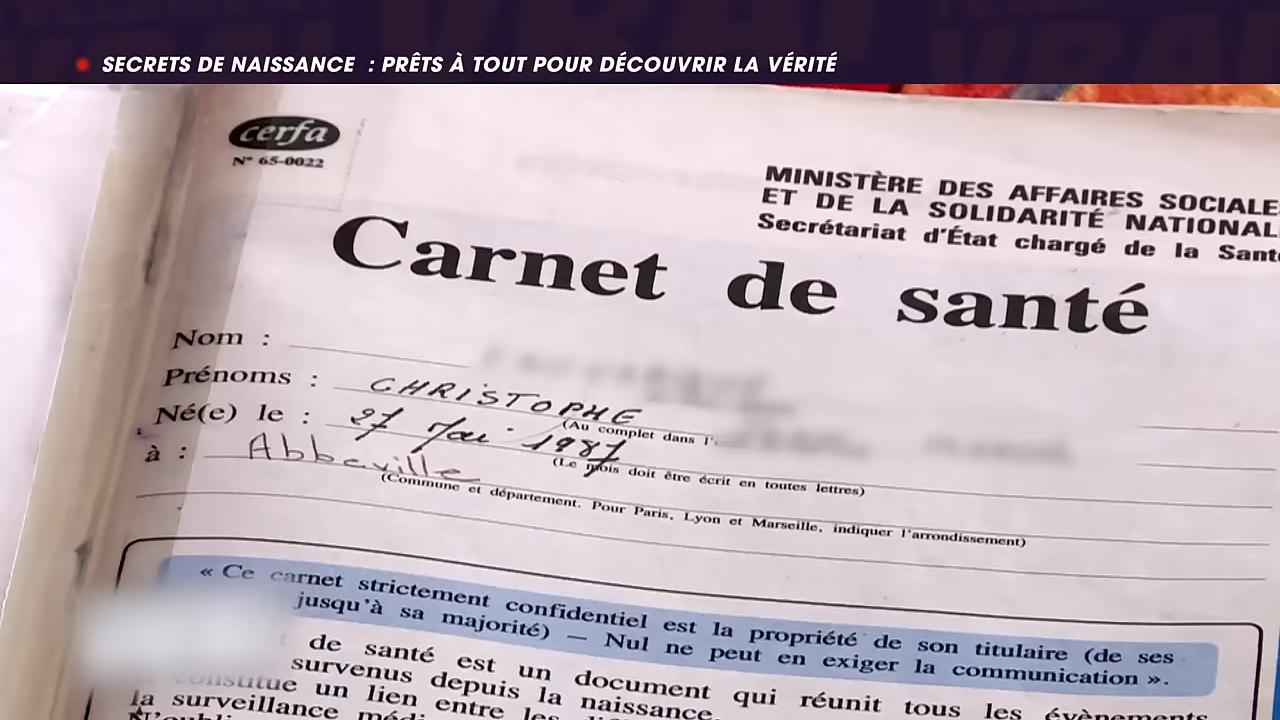 SECRETS DE NAISSANCE : PRÊTS À TOUT POUR DÉCOUVRIR LA VÉRITÉ
cerfa
N° 65-0022
MINISTÈRE DES AFFAIRES SOCIALE
ET DE LA SOLIDARITÉ NATIONAL
Secrétariat d'État chargé de la Sant
Carnet de santé
Nom :
Prénoms : CHRISTOPHE
(Au complet dans l'
Né(e) le : 27 Mai 1987
(Le mois doit être écrit en toutes lettres)
à : Abbeville
(Commune et département. Pour Paris, Lyon et Marseille, indiquer l'arrondissement)
« Ce carnet strictement confidentiel est la propriété de son titulaire (de ses
jusqu'à sa majorité) — Nul ne peut en exiger la communication ».
de santé est un document qui réunit tous les évènements
survenus depuis la naissance.
constitue un lien entre les
la surveillance